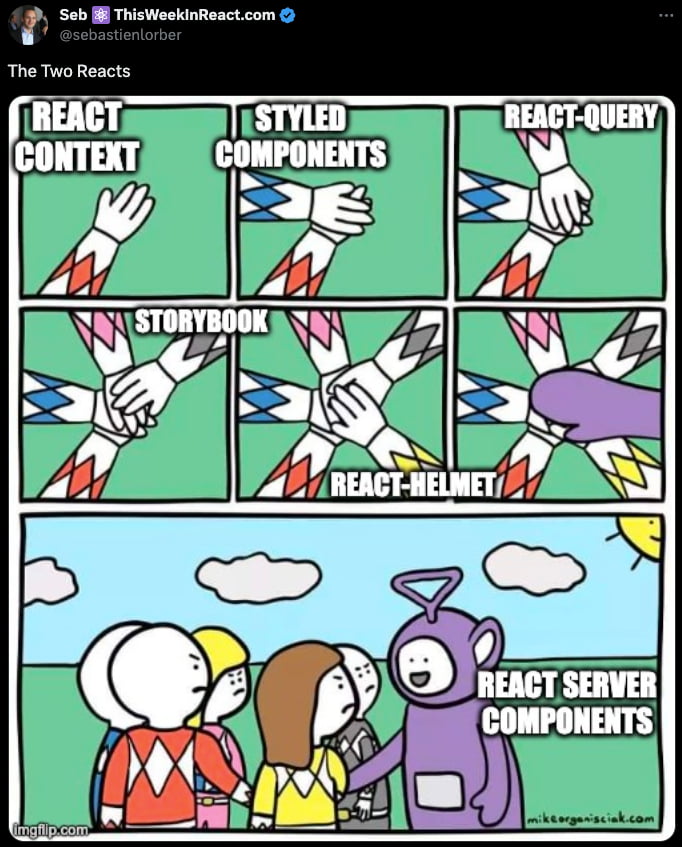 Seb ⚛️ ThisWeekInReact.com
@sebastienlorber
The Two Reacts
REACT
CONTEXT
STYLED
COMPONENTS
REACT-QUERY
STORYBOOK
REACT-HELMET
REACT SERVER
COMPONENTS
mikeorganisciak.com
imgflip.com